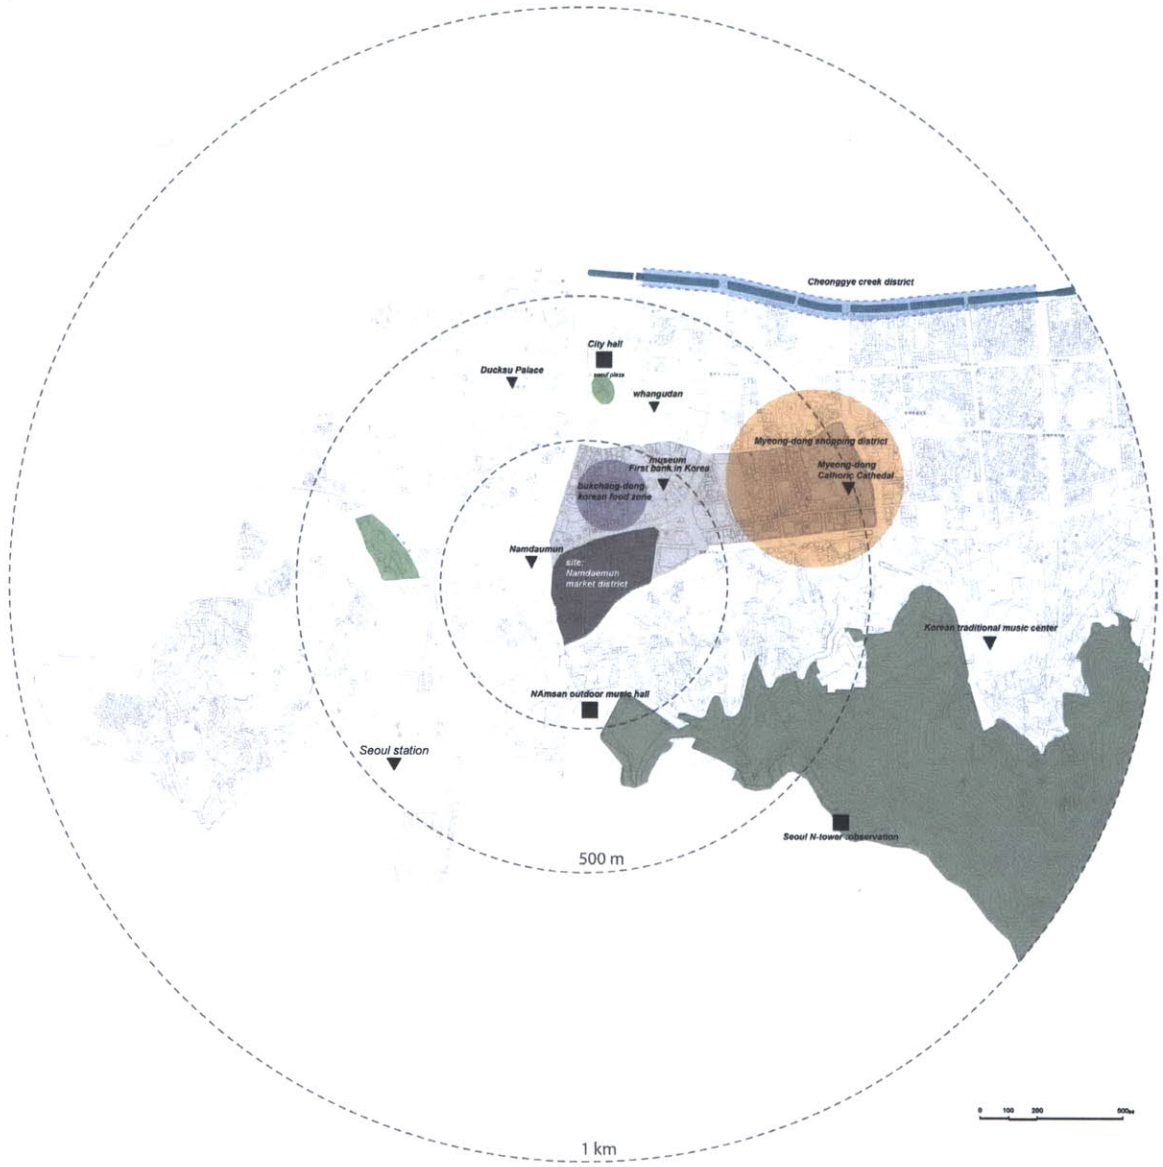 Cheonggye creek district
City hall
Ducksu Palace
seoul plaza
whangudan
Myeong-dong shopping district
museum
First bank in Korea
Myeong-dong
Cathoric Cathedal
bukchang-dong
korean food zone
Namdaumun
site:
Namdaemun
market district
Korean traditional music center
NAmsan outdoor music hall
Seoul station
Seoul N-tower observation
500 m
0 100 200
1 km